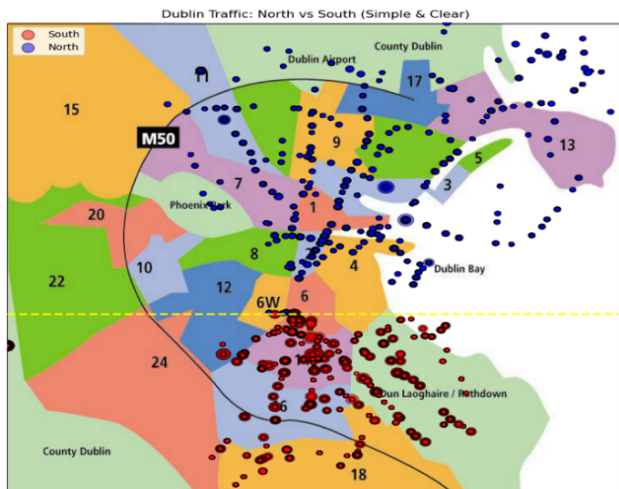 Dublin Traffic: North vs South (Simple & Clear)
South
North
County Dublin
Dublin Airport
11
17
15
9
M50
13
5
7
3
Phoenix Park
1
20
8
4
10
Dublin Bay
22
12
6W
6
24
Dun Laoghaire / Rathdown
County Dublin
18